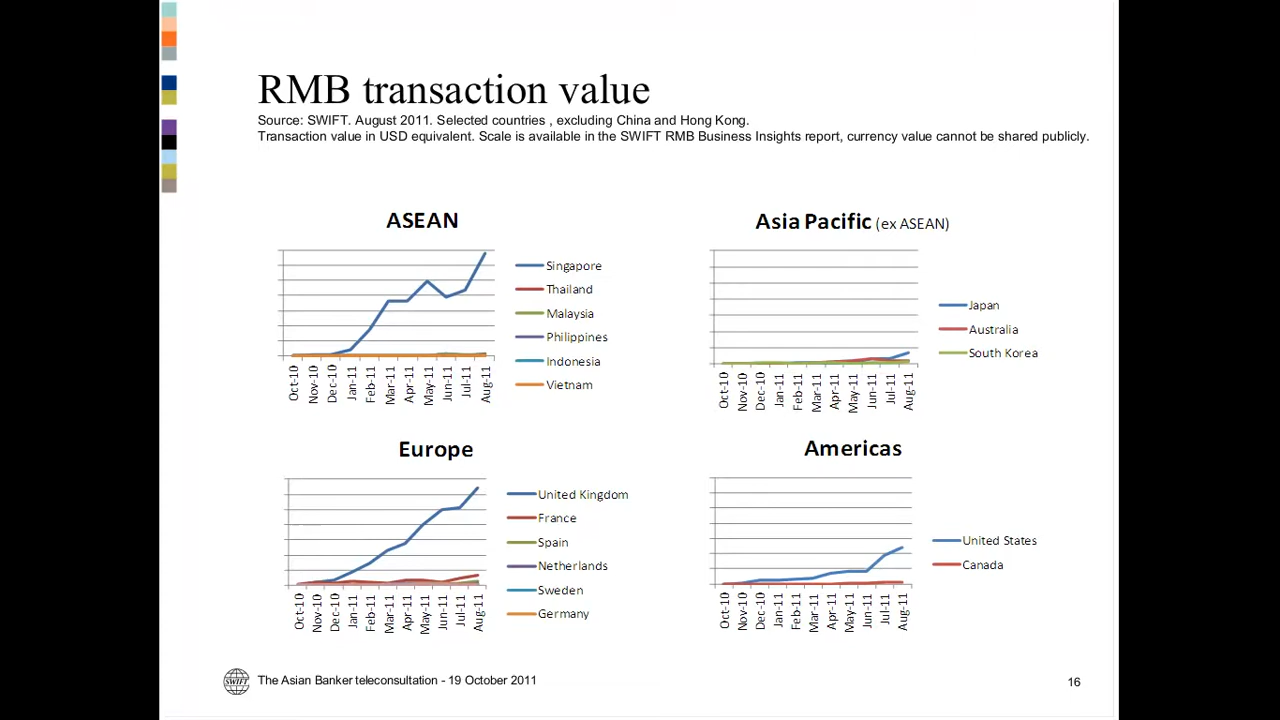 RMB transaction value
Source: SWIFT. August 2011. Selected countries , excluding China and Hong Kong.
Transaction value in USD equivalent. Scale is available in the SWIFT RMB Business Insights report, currency value cannot be shared publicly.
ASEAN
Singapore
Thailand
Malaysia
Philippines
Indonesia
Vietnam
Oct-10 Nov-10 Dec-10 Jan-11 Feb-11 Mar-11 Apr-11 May-11 Jun-11 Jul-11 Aug-11
Asia Pacific (ex ASEAN)
Japan
Australia
South Korea
Oct-10 Nov-10 Dec-10 Jan-11 Feb-11 Mar-11 Apr-11 May-11 Jun-11 Jul-11 Aug-11
Europe
United Kingdom
France
Spain
Netherlands
Sweden
Germany
Oct-10 Nov-10 Dec-10 Jan-11 Feb-11 Mar-11 Apr-11 May-11 Jun-11 Jul-11 Aug-11
Americas
United States
Canada
Oct-10 Nov-10 Dec-10 Jan-11 Feb-11 Mar-11 Apr-11 May-11 Jun-11 Jul-11 Aug-11
SWIFT
The Asian Banker teleconsultation - 19 October 2011
16